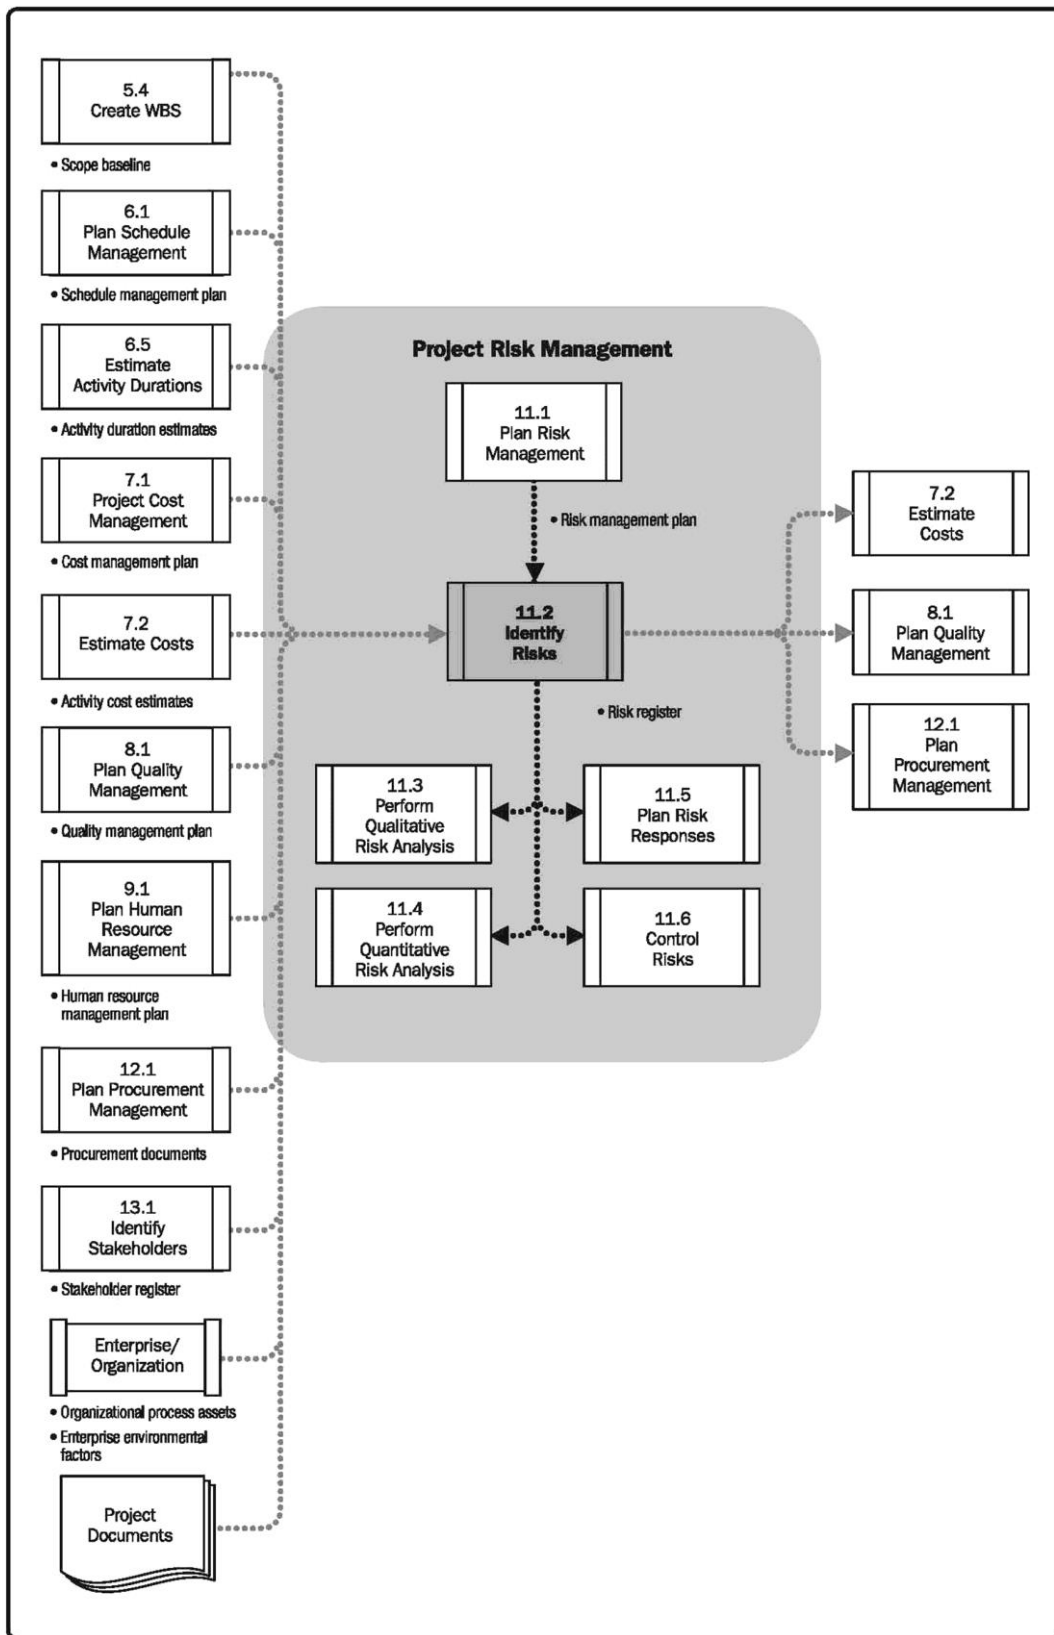 5.4
Create WBS
• Scope baseline
6.1
Plan Schedule
Management
• Schedule management plan
6.5
Estimate
Activity Durations
• Activity duration estimates
7.1
Project Cost
Management
• Cost management plan
7.2
Estimate Costs
• Activity cost estimates
8.1
Plan Quality
Management
• Quality management plan
9.1
Plan Human
Resource
Management
• Human resource
management plan
12.1
Plan Procurement
Management
• Procurement documents
13.1
Identify
Stakeholders
• Stakeholder register
Enterprise/
Organization
• Organizational process assets
• Enterprise environmental
factors
Project
Documents
Project Risk Management
11.1
Plan Risk
Management
• Risk management plan
11.2
Identify
Risks
• Risk register
11.3
Perform
Qualitative
Risk Analysis
11.5
Plan Risk
Responses
11.4
Perform
Quantitative
Risk Analysis
11.6
Control
Risks
7.2
Estimate
Costs
8.1
Plan Quality
Management
12.1
Plan
Procurement
Management